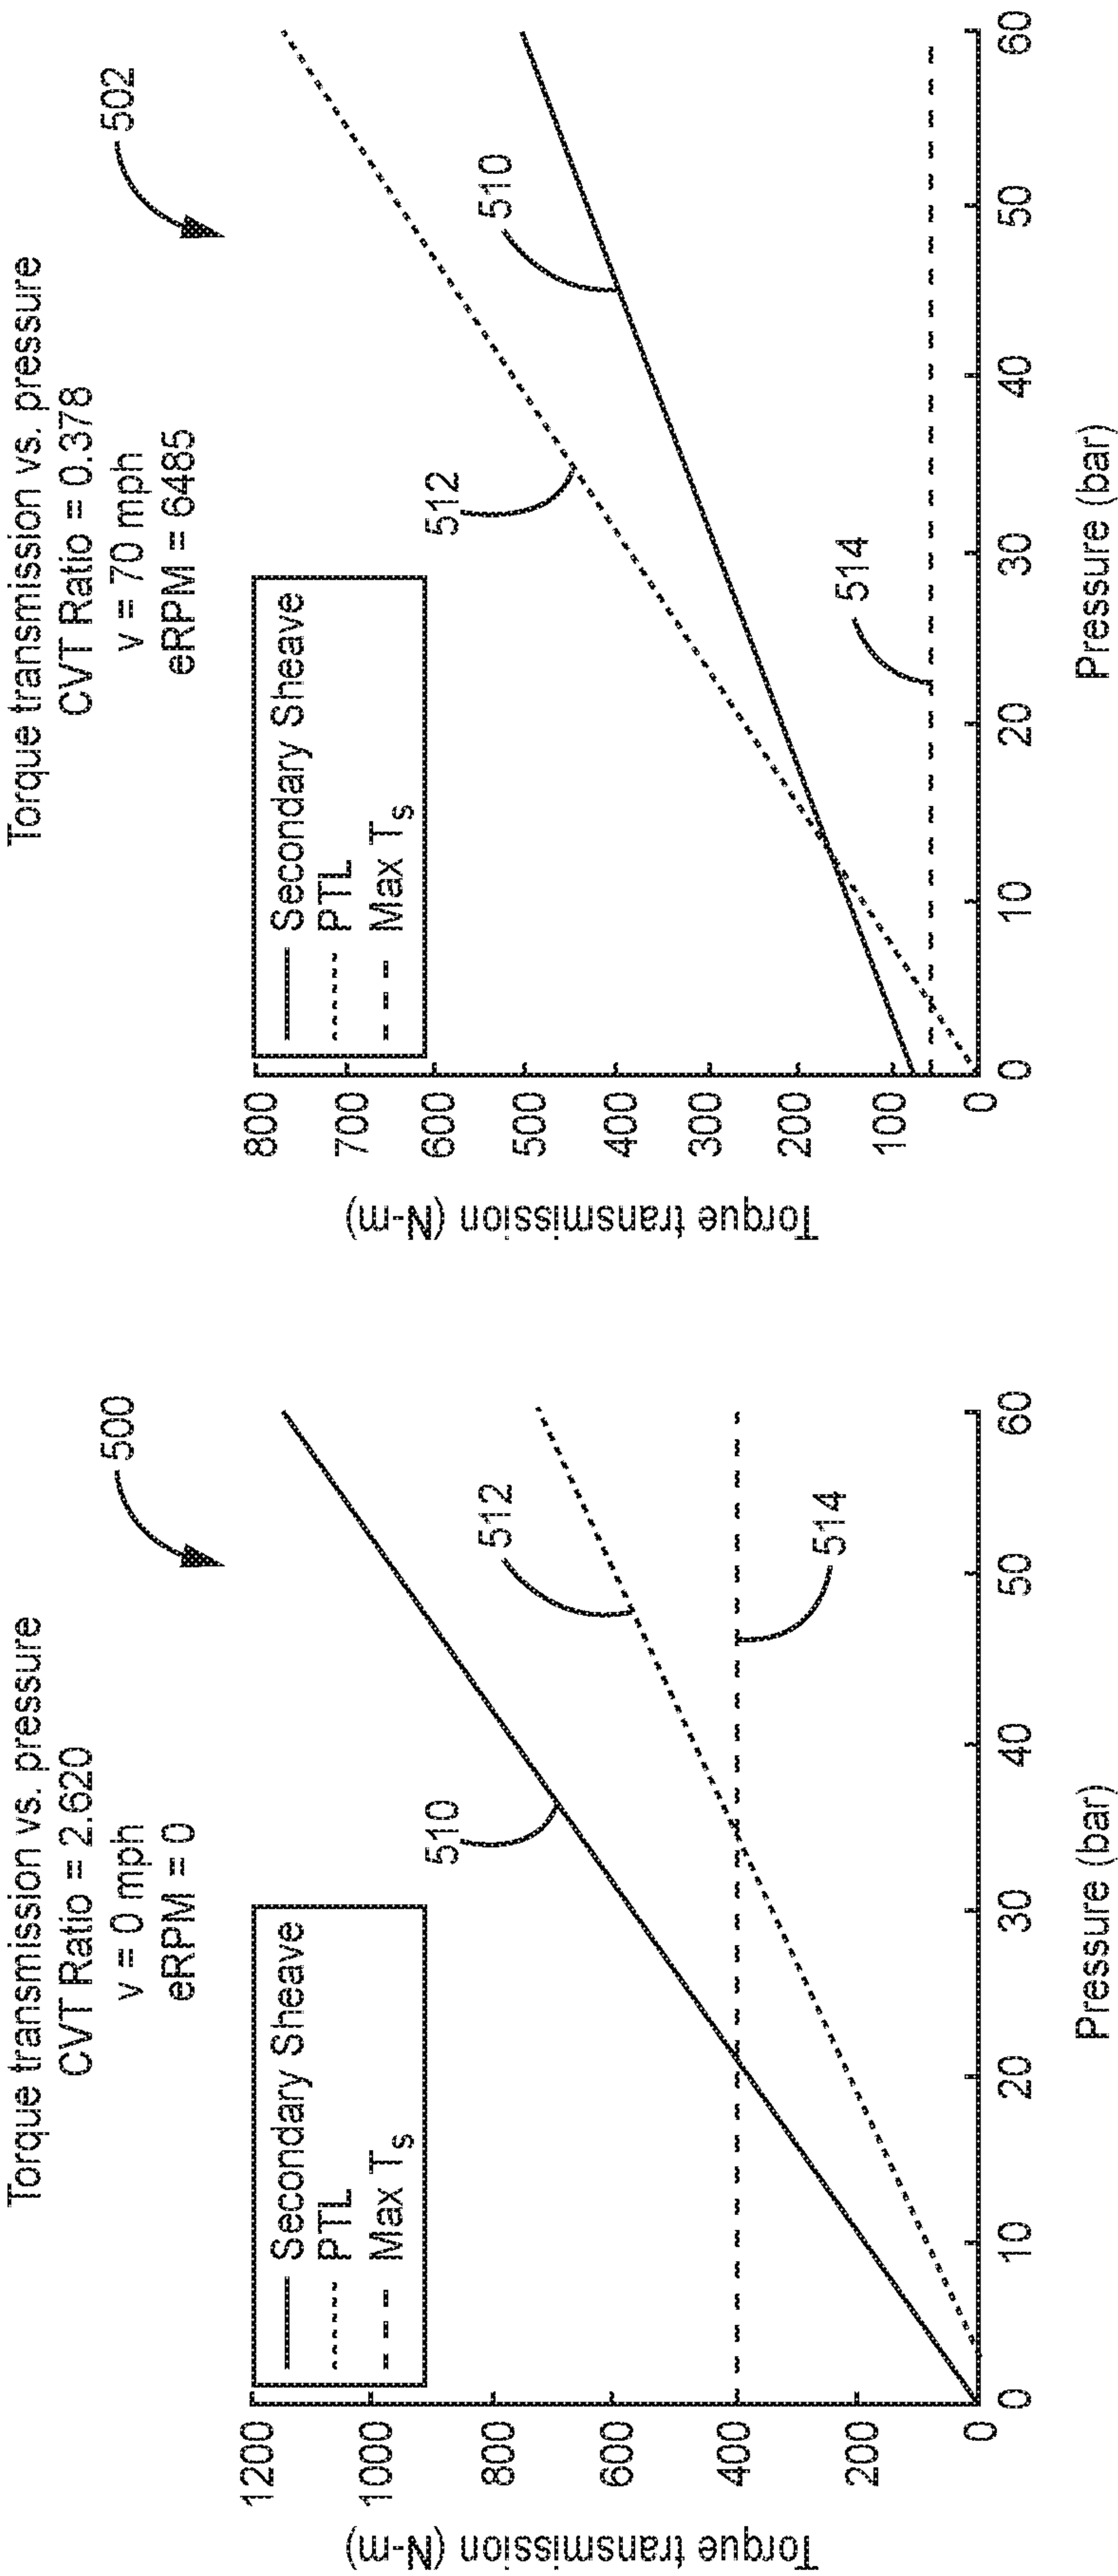 Torque transmission vs. pressure
CVT Ratio = 2.620
v = 0 mph
eRPM = 0
500
Secondary Sheave
PTL
Max Ts
510
512
514
1200
1000
800
600
400
200
0
0 10 20 30 40 50 60
Torque transmission (N-m)
Pressure (bar)
Torque transmission vs. pressure
CVT Ratio = 0.378
v = 70 mph
eRPM = 6485
502
Secondary Sheave
PTL
Max Ts
512
510
514
800
700
600
500
400
300
200
100
0
0 10 20 30 40 50 60
Torque transmission (N-m)
Pressure (bar)